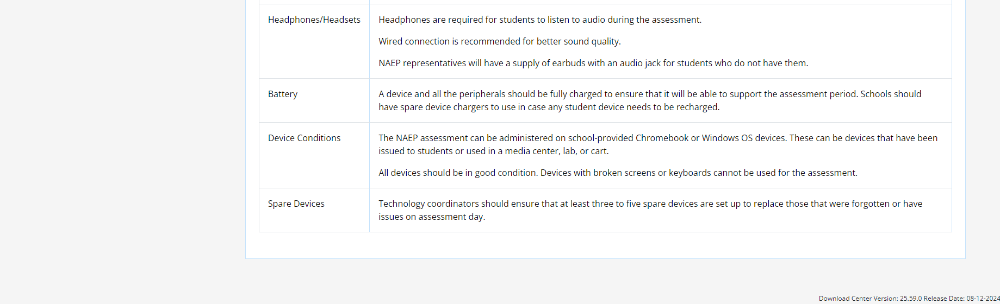 Headphones/Headsets
Headphones are required for students to listen to audio during the assessment.
Wired connection is recommended for better sound quality.
NAEP representatives will have a supply of earbuds with an audio jack for students who do not have them.
Battery
A device and all the peripherals should be fully charged to ensure that it will be able to support the assessment period. Schools should
have spare device chargers to use in case any student device needs to be recharged.
Device Conditions
The NAEP assessment can be administered on school-provided Chromebook or Windows OS devices. These can be devices that have been
issued to students or used in a media center, lab, or cart.
All devices should be in good condition. Devices with broken screens or keyboards cannot be used for the assessment.
Spare Devices
Technology coordinators should ensure that at least three to five spare devices are set up to replace those that were forgotten or have
issues on assessment day.
Download Center Version: 25.59.0 Release Date: 08-12-2024